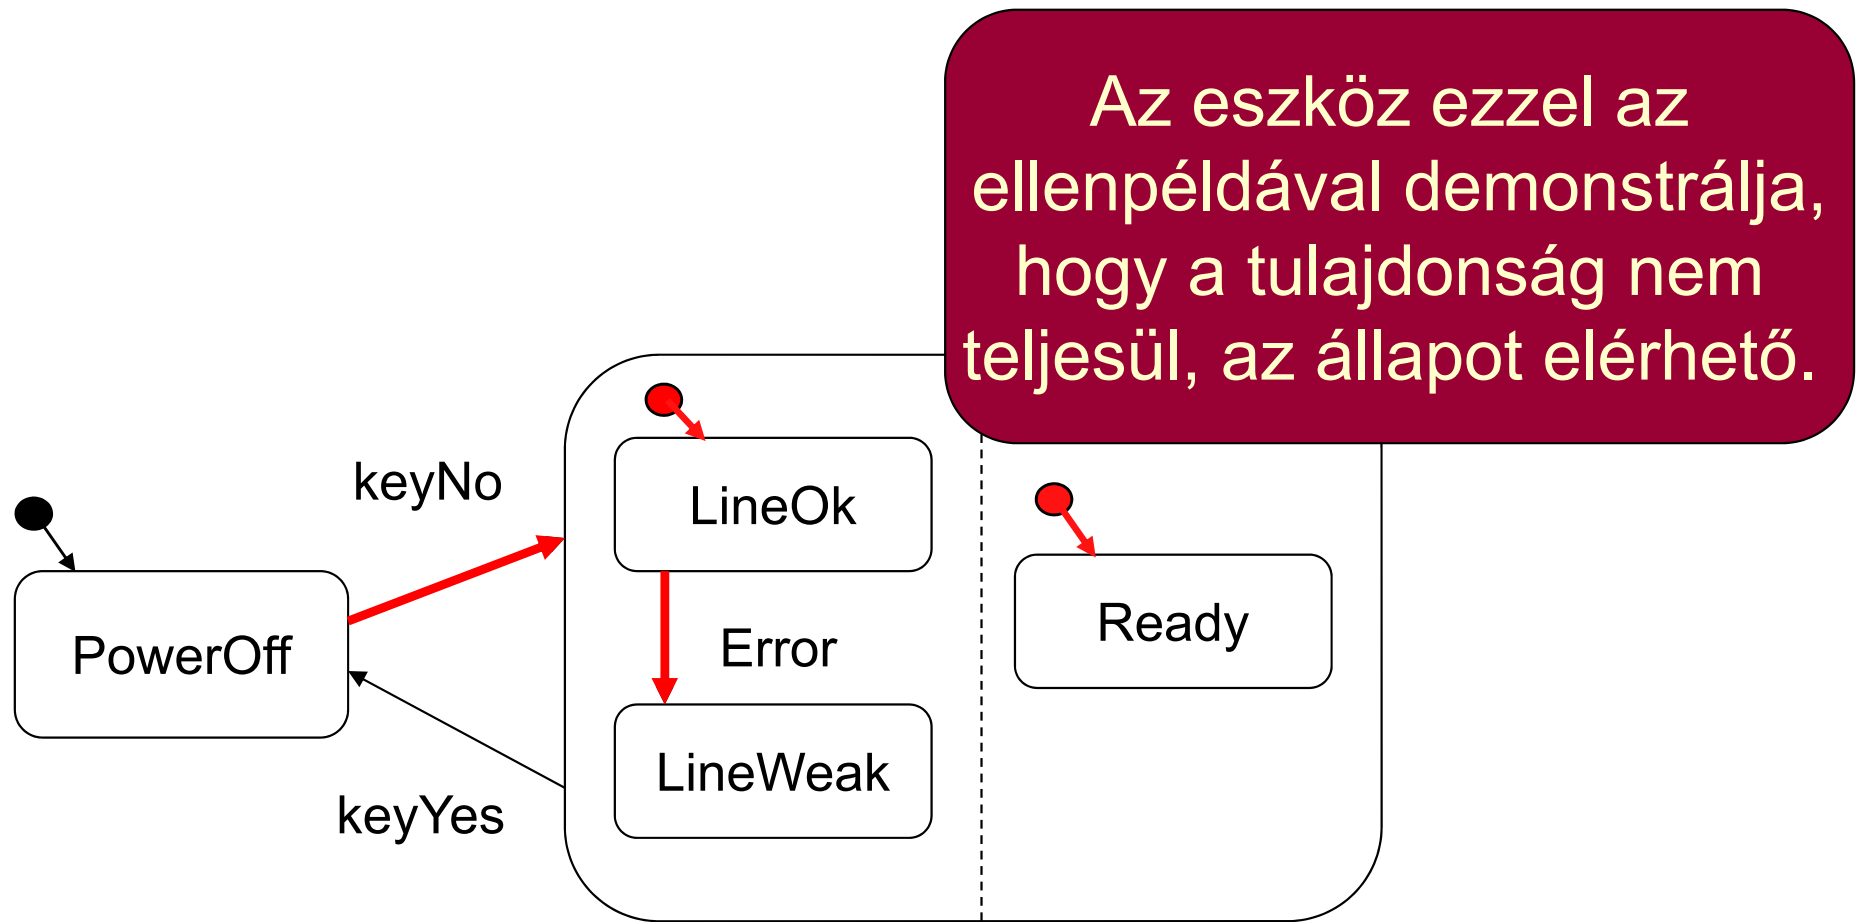 Az eszköz ezzel az
ellenpéldával demonstrálja,
hogy a tulajdonság nem
teljesül, az állapot elérhető.
keyNo
LineOk
Ready
Error
PowerOff
LineWeak
keyYes